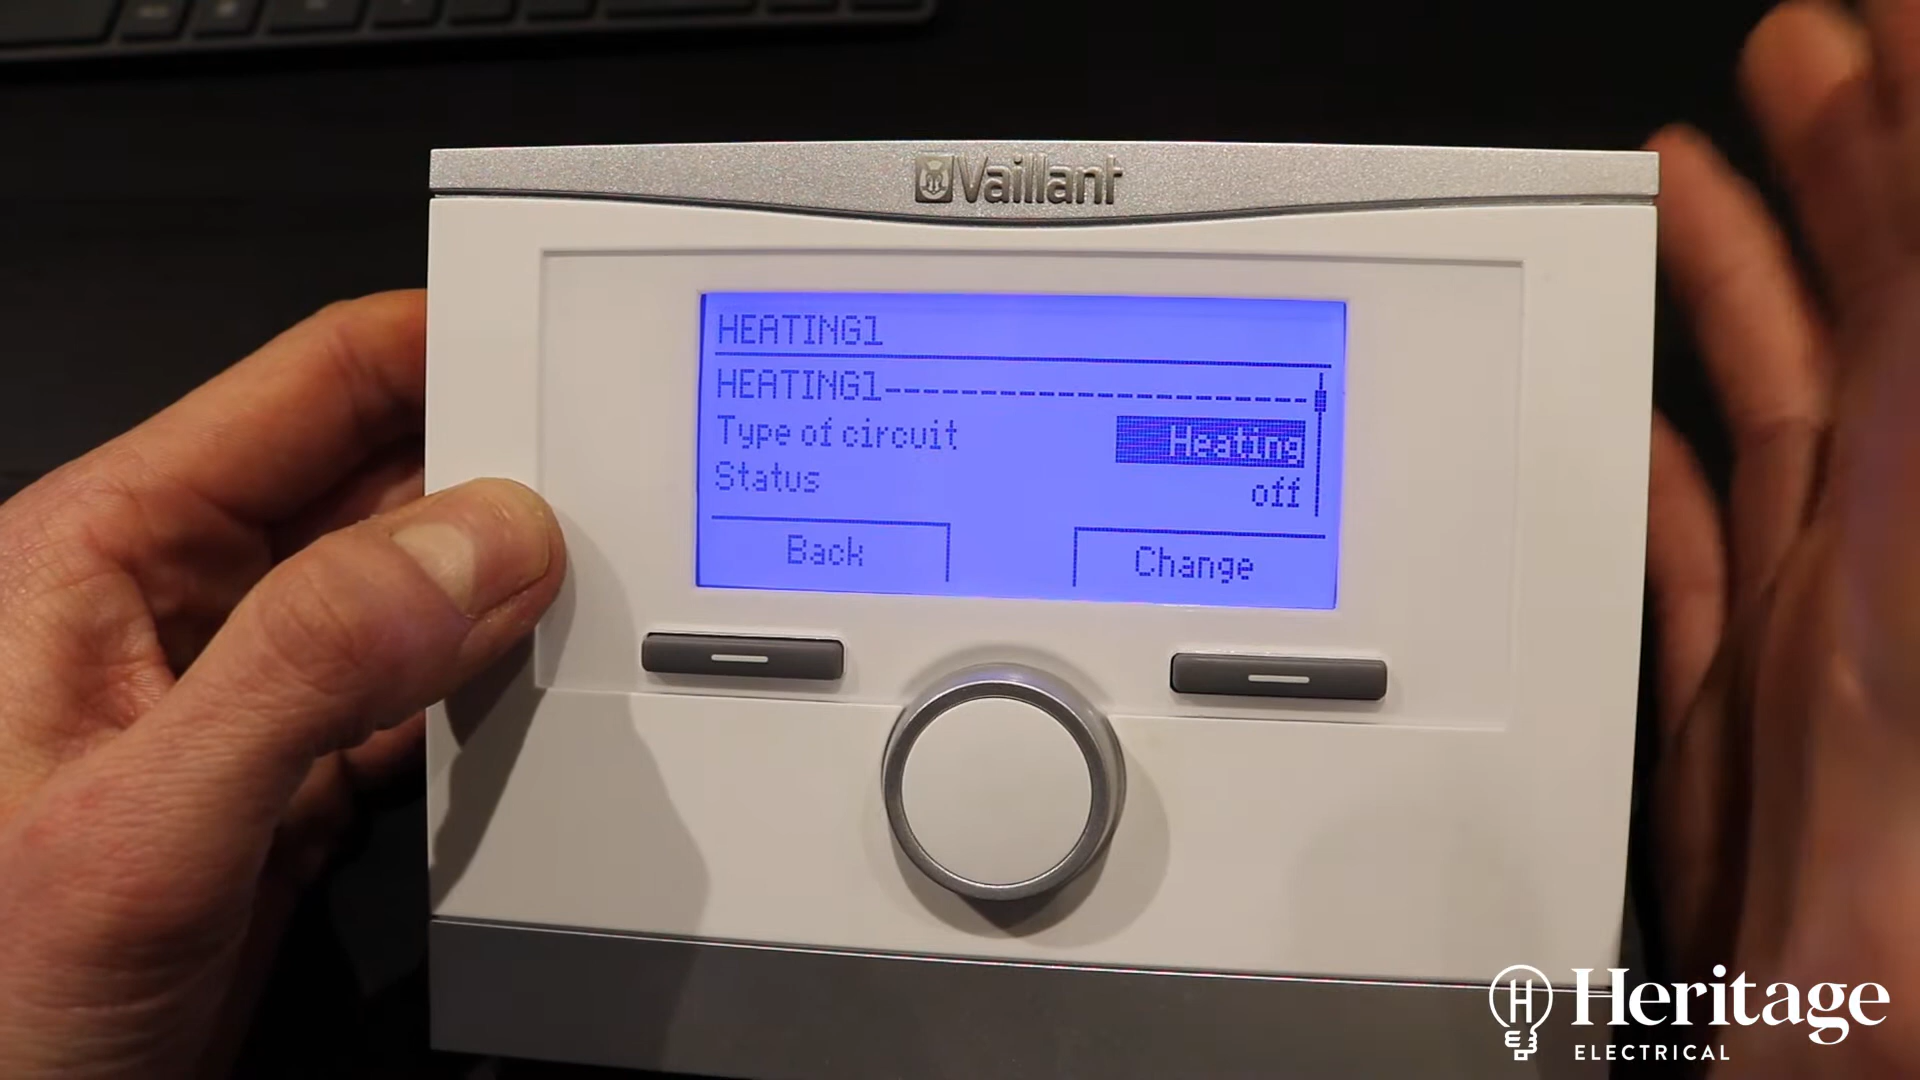 Vaillant
HEATING1
HEATING1
Type of circuit Heating
Status off
Back Change
Heritage
ELECTRICAL